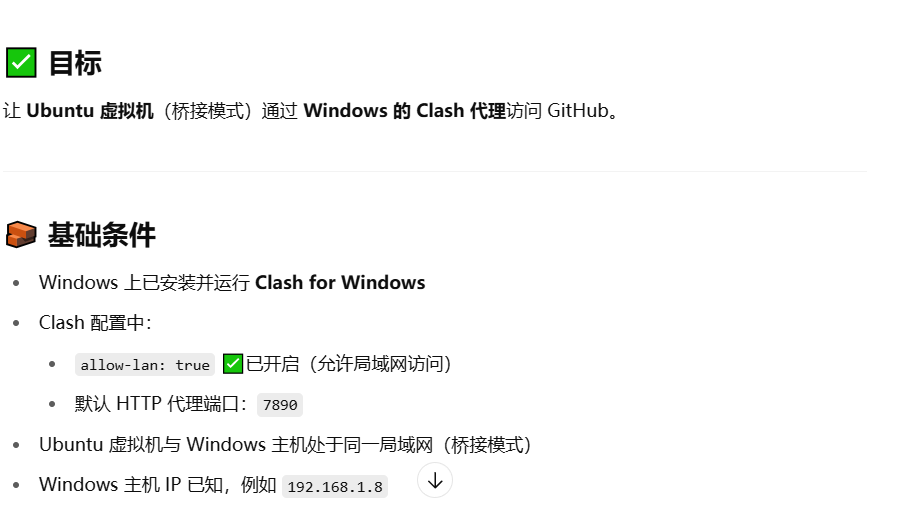 ✅ 目标
让 Ubuntu 虚拟机（桥接模式）通过 Windows 的 Clash 代理访问 GitHub。
🧱 基础条件
• Windows 上已安装并运行 Clash for Windows
• Clash 配置中：
• allow-lan: true ✅已开启（允许局域网访问）
• 默认 HTTP 代理端口：7890
• Ubuntu 虚拟机与 Windows 主机处于同一局域网（桥接模式）
• Windows 主机 IP 已知，例如 192.168.1.8